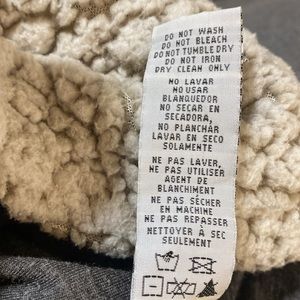 DO NOT WASH
DO NOT BLEACH
DO NOT TUMBLE DRY
DO NOT IRON
DRY CLEAN ONLY
NO LAVAR
NO USAR
BLANQUEDOR
NO SECAR EN
SECADORA,
NO PLANCHAR
LAVAR EN SECO
SOLAMENTE
NE PAS LAVER,
NE PAS UTILISER
AGENT DE
BLANCHIMENT
NE PAS SÉCHER
EN MACHINE
NE PAS REPASSER
NETTOYER À SEC
SEULEMENT